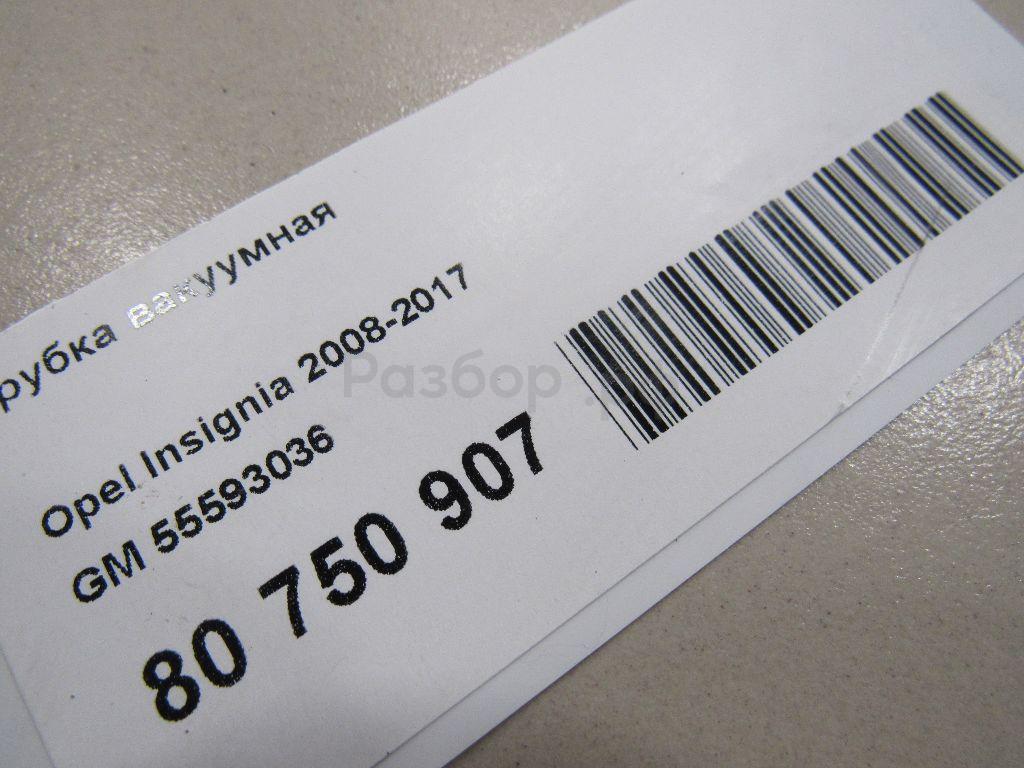 рубка вакуумная
Opel Insignia 2008-2017
GM 55593036
80 750 907
Разбор